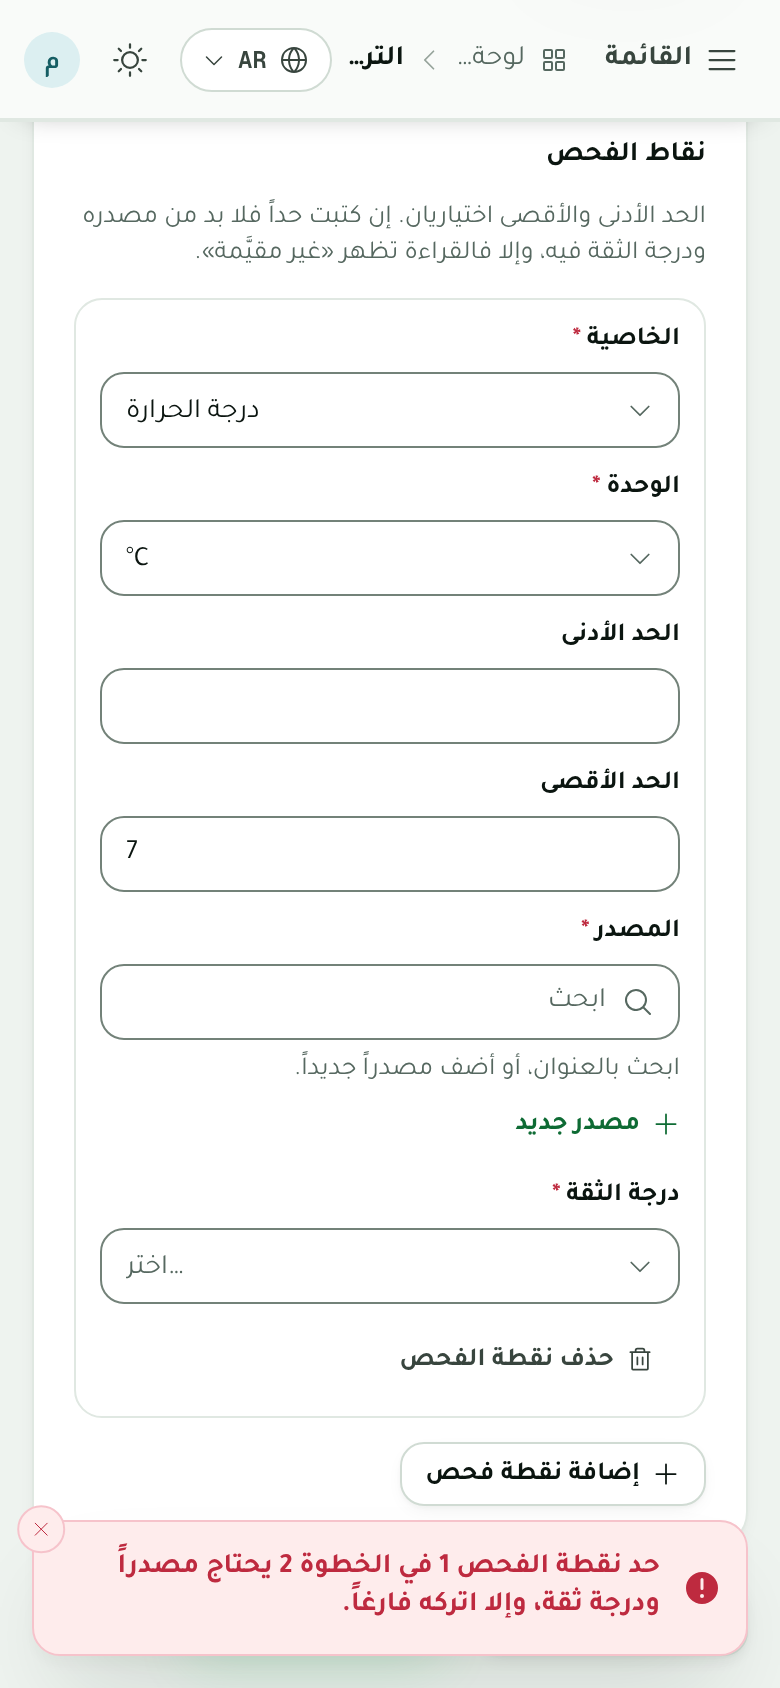 القائمة
لوحة...
التر...
AR
م
نقاط الفحص
الحد الأدنى والأقصى اختياريان. إن كتبت حداً فلا بد من مصدره
ودرجة الثقة فيه، وإلا فالقراءة تظهر «غير مقيَّمة».
الخاصية *
درجة الحرارة
الوحدة *
°C
الحد الأدنى
الحد الأقصى
7
المصدر *
ابحث
ابحث بالعنوان، أو أضف مصدراً جديداً.
مصدر جديد
درجة الثقة *
اختر...
حذف نقطة الفحص
إضافة نقطة فحص
حد نقطة الفحص 1 في الخطوة 2 يحتاج مصدراً
ودرجة ثقة، وإلا اتركه فارغاً.